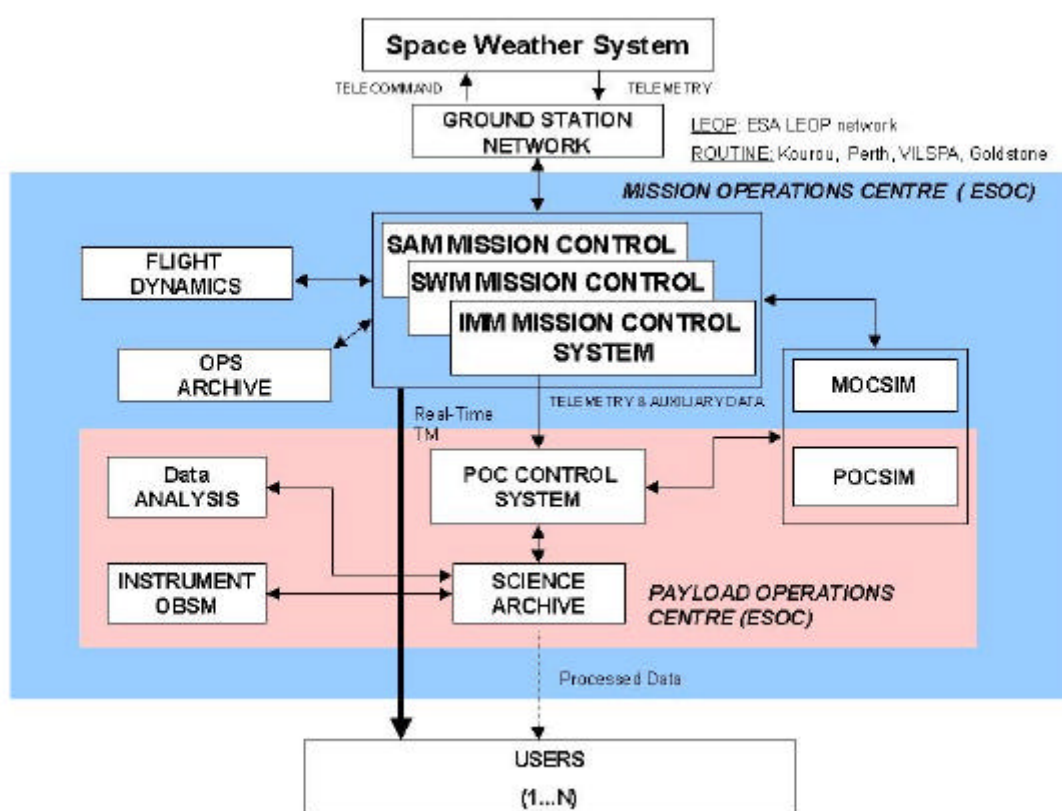 Space Weather System
TELECOMMAND
TELEMETRY
GROUND STATION
NETWORK
LEOP: ESA LEOP network
ROUTINE: Kourou, Perth, VILSPA, Goldstone
MISSION OPERATIONS CENTRE ( ESOC)
SAM MISSION CONTROL
SWM MISSION CONTROL
IMM MISSION CONTROL
SYSTEM
FLIGHT
DYNAMICS
OPS
ARCHIVE
MOCSIM
POCSIM
TELEMETRY & AUXILIARY DATA
Real-Time
TM
Data
ANALYSIS
POC CONTROL
SYSTEM
INSTRUMENT
OBSM
SCIENCE
ARCHIVE
PAYLOAD OPERATIONS
CENTRE (ESOC)
Processed Data
USERS
(1...N)